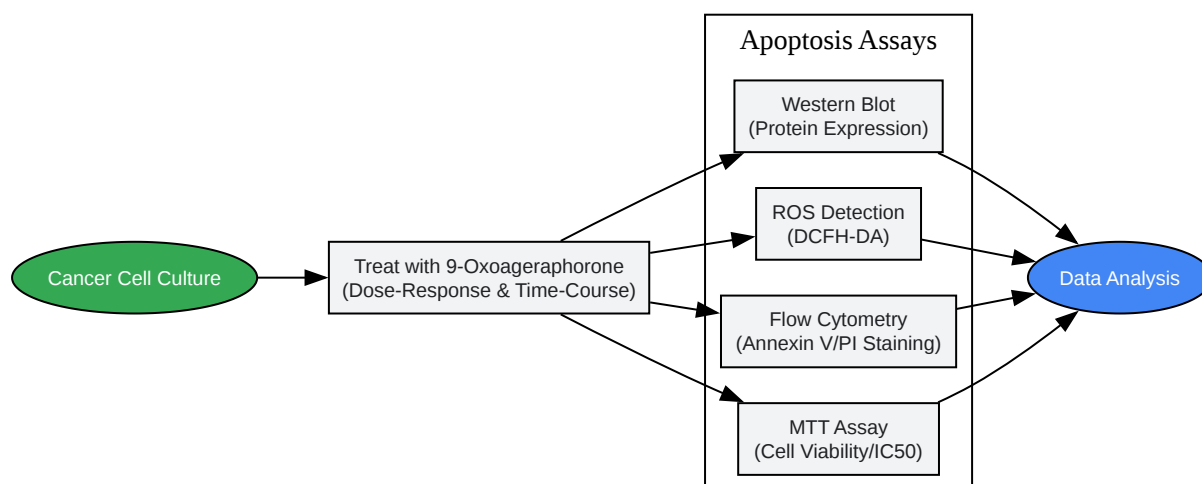 Apoptosis Assays
Western Blot
(Protein Expression)
ROS Detection
(DCFH-DA)
Cancer Cell Culture
Treat with 9-Oxoageraphorone
(Dose-Response & Time-Course)
Data Analysis
Flow Cytometry
(Annexin V/PI Staining)
MTT Assay
(Cell Viability/IC50)